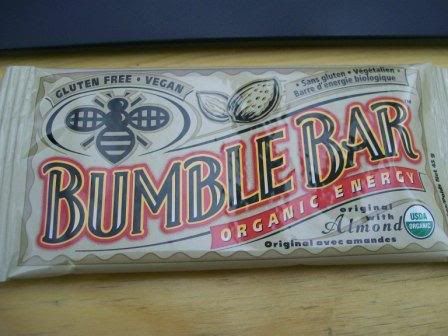 GLUTEN FREE • VEGAN
• Sans gluten • Végétalien •
Barre d'énergie biologique
BUMBLE BAR™
ORGANIC ENERGY
original
with
Almond
Original avec amandes
USDA
ORGANIC